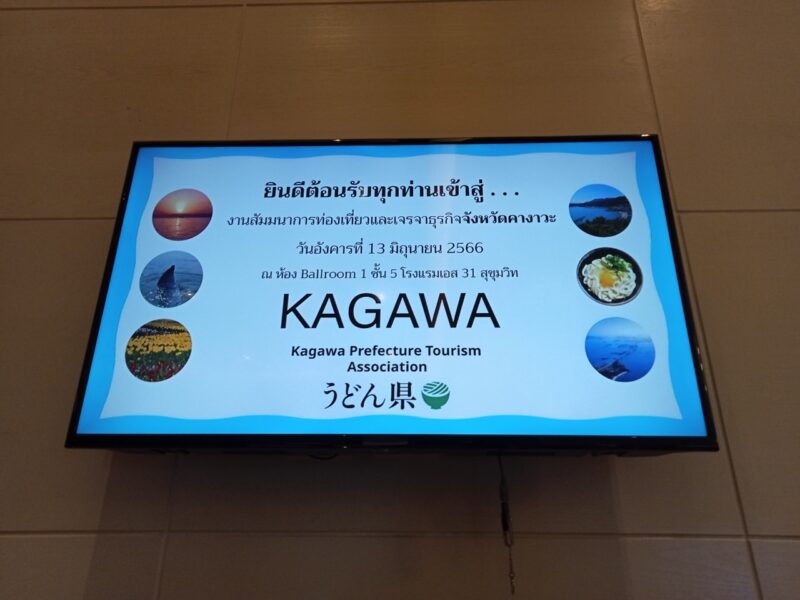 ยินดีต้อนรับทุกท่านเข้าสู่ . . .
งานสัมมนาการท่องเที่ยวและเจรจาธุรกิจจังหวัดคางาวะ
วันอังคารที่ 13 มิถุนายน 2566
ณ ห้อง Ballroom 1 ชั้น 5 โรงแรมเอส 31 สุขุมวิท
KAGAWA
Kagawa Prefecture Tourism
Association
うどん県